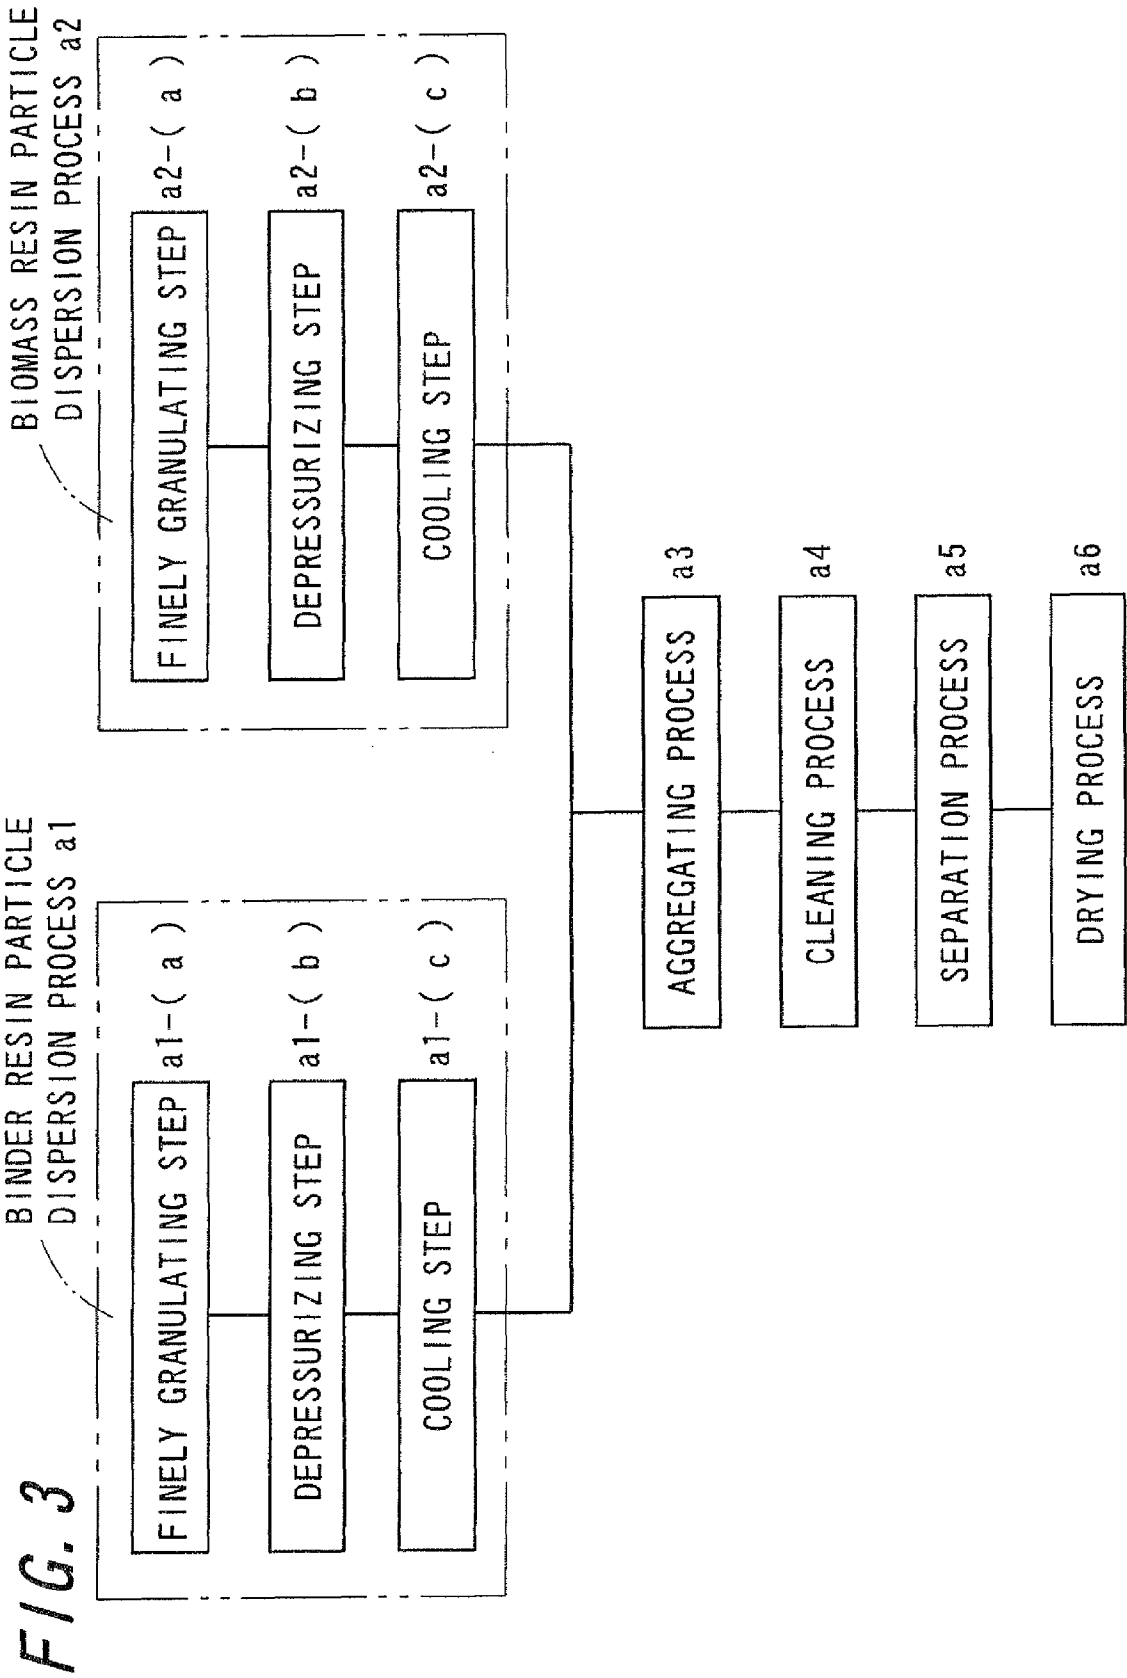 FIG. 3
BINDER RESIN PARTICLE
DISPERSION PROCESS a1
FINELY GRANULATING STEP a1-(a)
DEPRESSURIZING STEP a1-(b)
COOLING STEP a1-(c)
BIOMASS RESIN PARTICLE
DISPERSION PROCESS a2
FINELY GRANULATING STEP a2-(a)
DEPRESSURIZING STEP a2-(b)
COOLING STEP a2-(c)
AGGREGATING PROCESS a3
CLEANING PROCESS a4
SEPARATION PROCESS a5
DRYING PROCESS a6